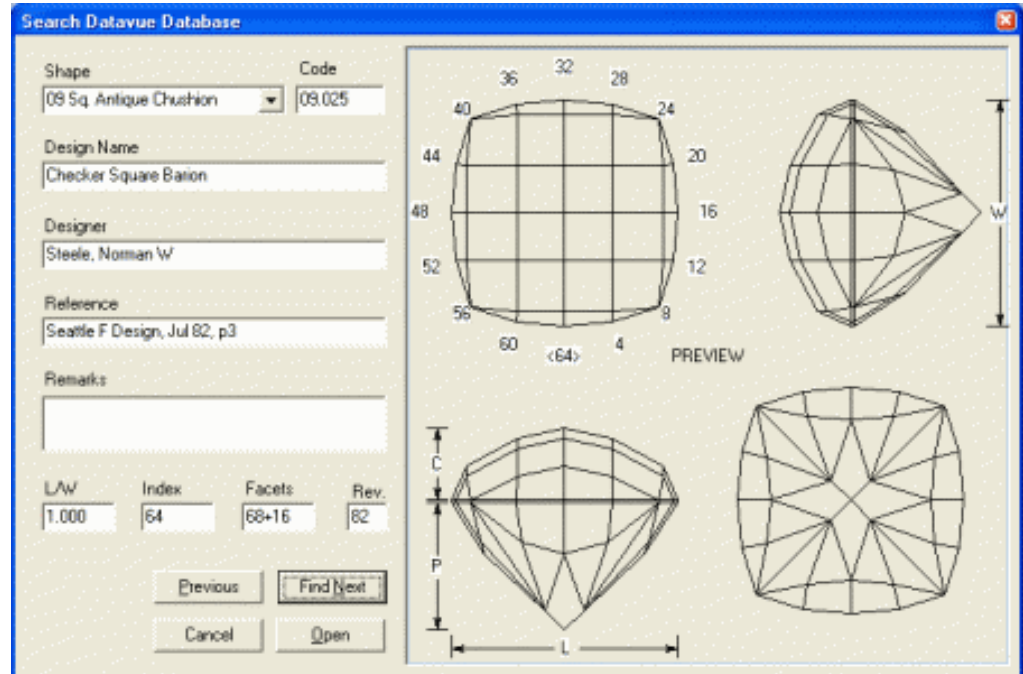 Search Datavue Database
Shape
Code
09 Sq. Antique Chushion
09.025
Design Name
Checker Square Barion
Designer
Steele, Norman W
Reference
Seattle F Design, Jul 82, p3
Remarks
L/W
Index
Facets
Rev.
1.000
64
68+16
82
Previous
Find Next
Cancel
Open
36
32
28
40
24
44
20
48
16
52
12
56
8
60
<64>
4
PREVIEW
W
C
P
L